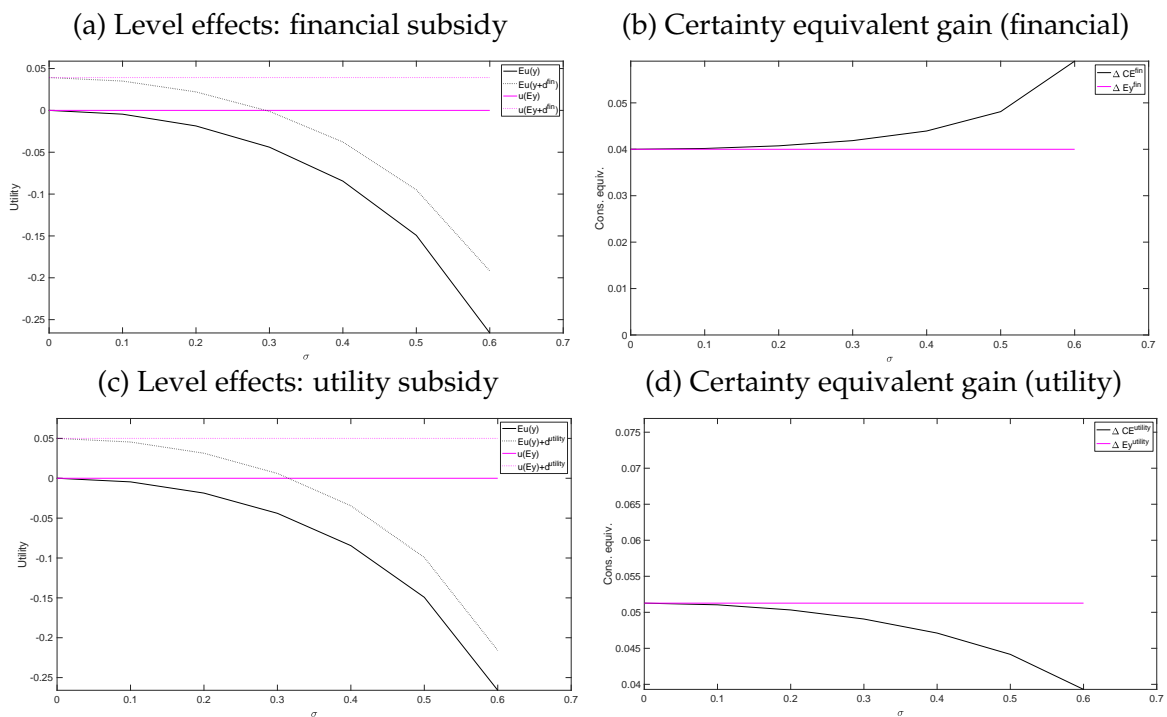 (a) Level effects: financial subsidy
0.05
0
-0.05
-0.1
-0.15
-0.2
-0.25
Utility
0 0.1 0.2 0.3 0.4 0.5 0.6 0.7
σ
Eu(y)
Eu(y+d^fin)
u(Ey)
u(Ey+d^fin)
(b) Certainty equivalent gain (financial)
0.05
0.04
0.03
0.02
0.01
0
Cons. equiv.
0 0.1 0.2 0.3 0.4 0.5 0.6 0.7
σ
Δ CE^fin
Δ Ey^fin
(c) Level effects: utility subsidy
0.05
0
-0.05
-0.1
-0.15
-0.2
-0.25
Utility
0 0.1 0.2 0.3 0.4 0.5 0.6 0.7
σ
Eu(y)
Eu(y)+d^utility
u(Ey)
u(Ey)+d^utility
(d) Certainty equivalent gain (utility)
0.075
0.07
0.065
0.06
0.055
0.05
0.045
0.04
Cons. equiv.
0 0.1 0.2 0.3 0.4 0.5 0.6 0.7
σ
Δ CE^utility
Δ Ey^utility